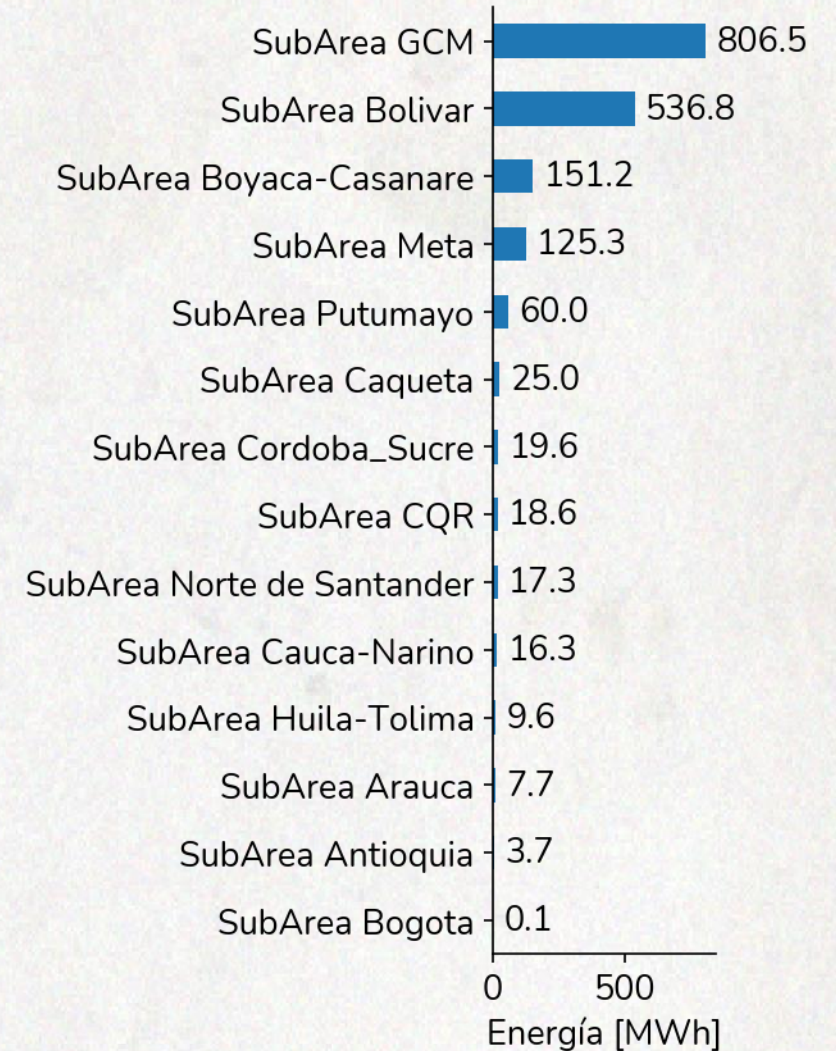 SubArea GCM 806.5
SubArea Bolivar 536.8
SubArea Boyaca-Casanare 151.2
SubArea Meta 125.3
SubArea Putumayo 60.0
SubArea Caqueta 25.0
SubArea Cordoba_Sucre 19.6
SubArea CQR 18.6
SubArea Norte de Santander 17.3
SubArea Cauca-Narino 16.3
SubArea Huila-Tolima 9.6
SubArea Arauca 7.7
SubArea Antioquia 3.7
SubArea Bogota 0.1
0 500
Energía [MWh]